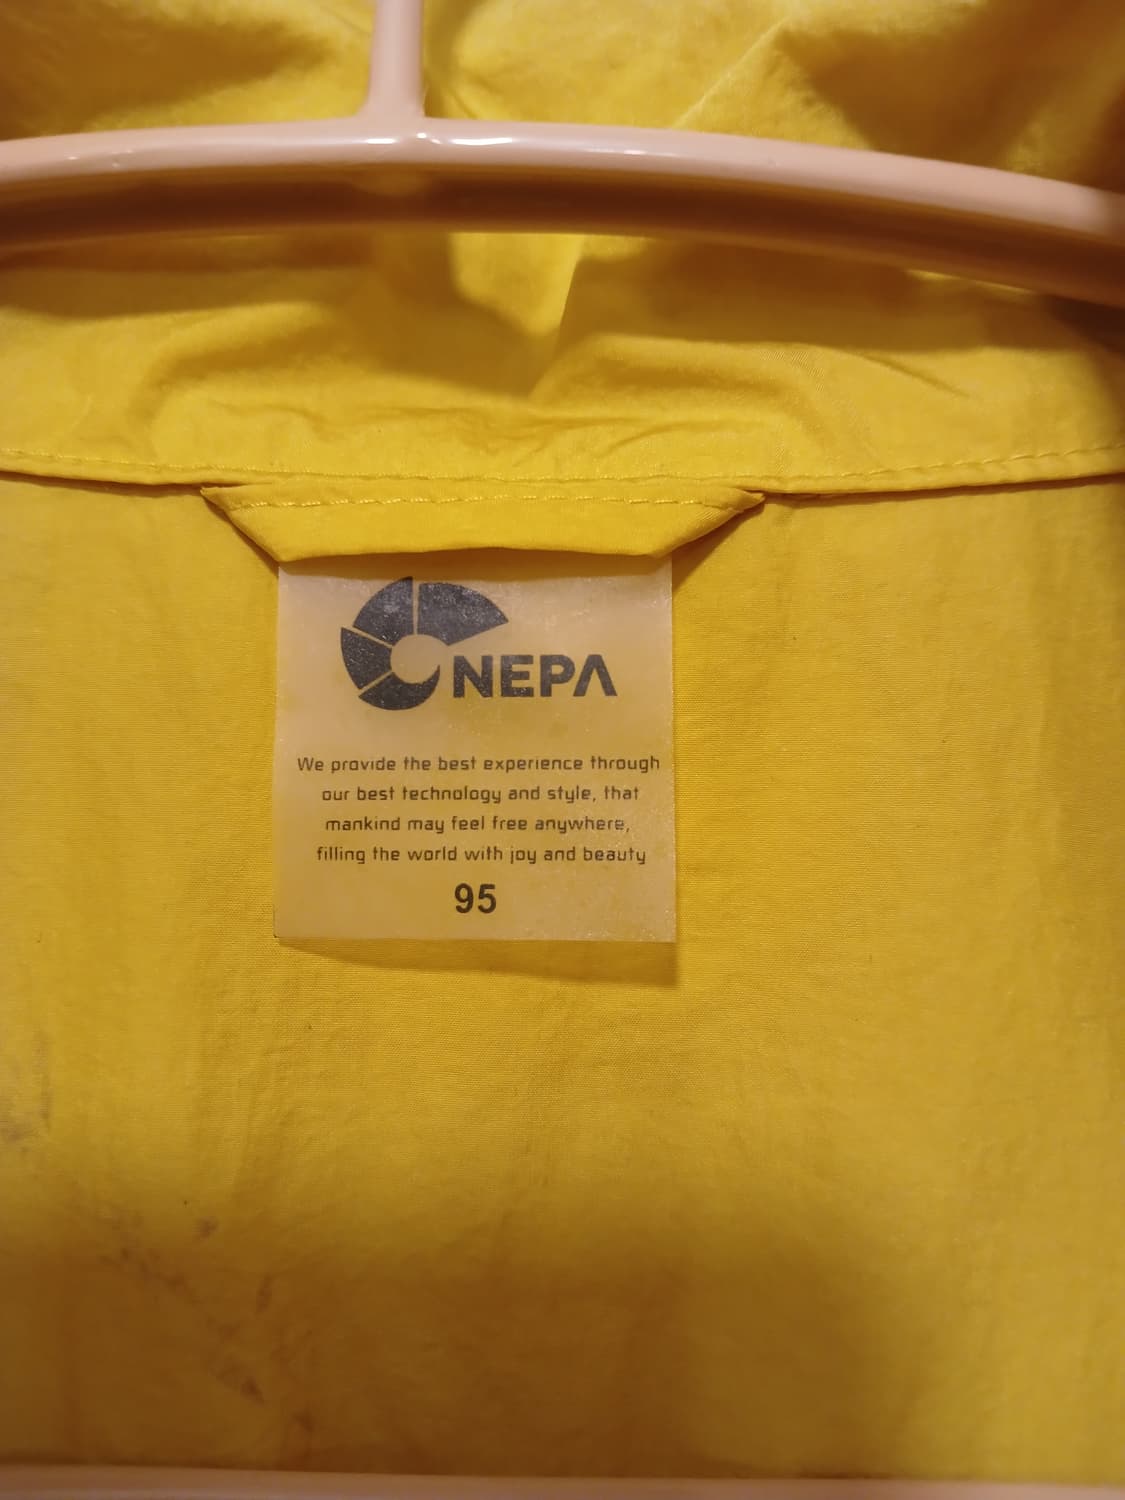 NEPA
We provide the best experience through
our best technology and style, that
mankind may feel free anywhere,
filling the world with joy and beauty
95